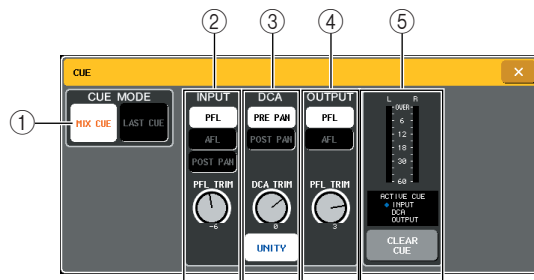 ② ③ ④ ⑤
CUE ×
① CUE MODE
MIX CUE LAST CUE
INPUT
PFL
AFL
POST PAN
PFL TRIM
-6
DCA
PRE PAN
POST PAN
DCA TRIM
0
UNITY
OUTPUT
PFL
AFL
PFL TRIM
3
L R
OVER
6
12
18
30
60
ACTIVE CUE
INPUT
DCA
OUTPUT
CLEAR
CUE